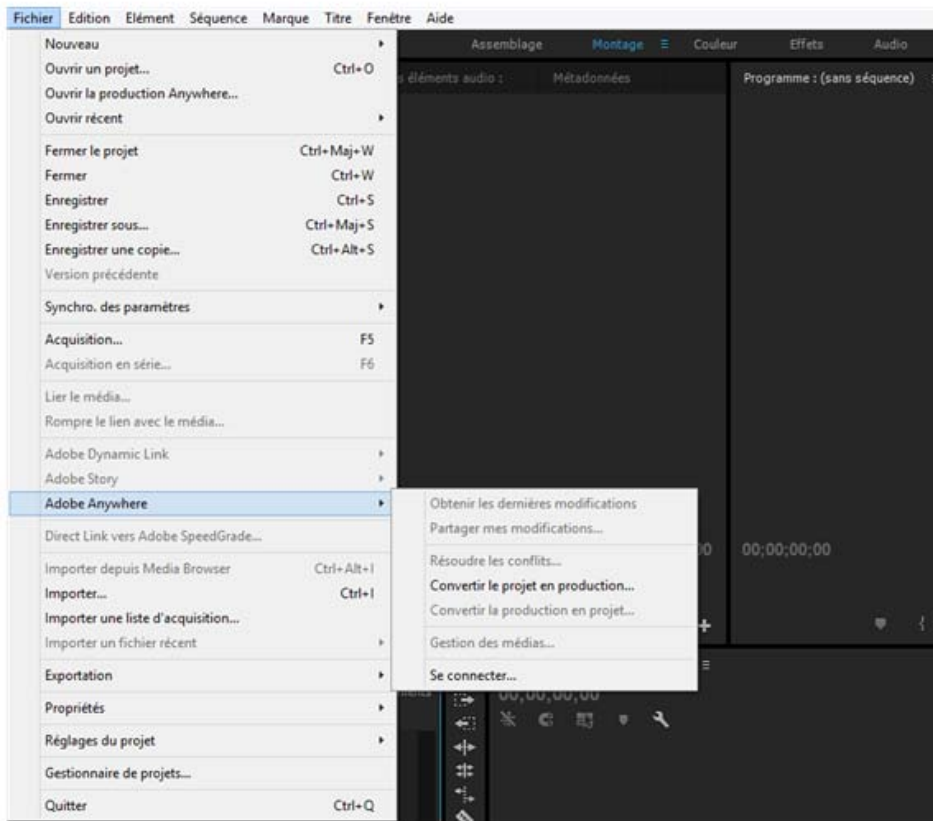 Fichier Edition Elément Séquence Marque Titre Fenêtre Aide
Assemblage Montage Couleur Effets Audio
s éléments audio : Métadonnées Programme : (sans séquence)
Nouveau
Ouvrir un projet... Ctrl+O
Ouvrir la production Anywhere...
Ouvrir récent
Fermer le projet Ctrl+Maj+W
Fermer Ctrl+W
Enregistrer Ctrl+S
Enregistrer sous... Ctrl+Maj+S
Enregistrer une copie... Ctrl+Alt+S
Version précédente
Synchro. des paramètres
Acquisition... F5
Acquisition en série... F6
Lier le média...
Rompre le lien avec le média...
Adobe Dynamic Link
Adobe Story
Adobe Anywhere
Direct Link vers Adobe SpeedGrade...
Importer depuis Media Browser Ctrl+Alt+I
Importer... Ctrl+I
Importer une liste d'acquisition...
Importer un fichier récent
Exportation
Propriétés
Réglages du projet
Gestionnaire de projets...
Quitter Ctrl+Q
Obtenir les dernières modifications
Partager mes modifications...
Résoudre les conflits...
Convertir le projet en production...
Convertir la production en projet...
Gestion des médias...
Se connecter...
00 00;00;00;00
00;00;00;00